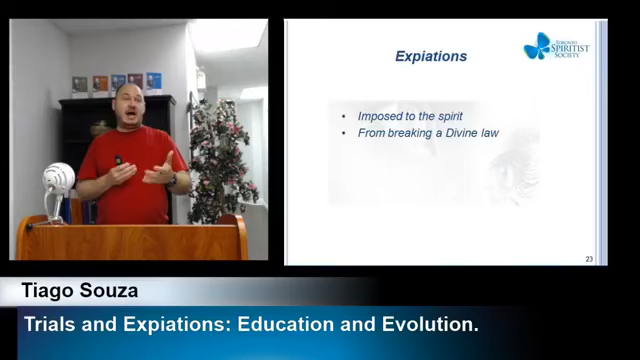 Expiations
TORONTO
SPIRITIST
SOCIETY
• Imposed to the spirit
• From breaking a Divine law
23
Tiago Souza
Trials and Expiations: Education and Evolution.